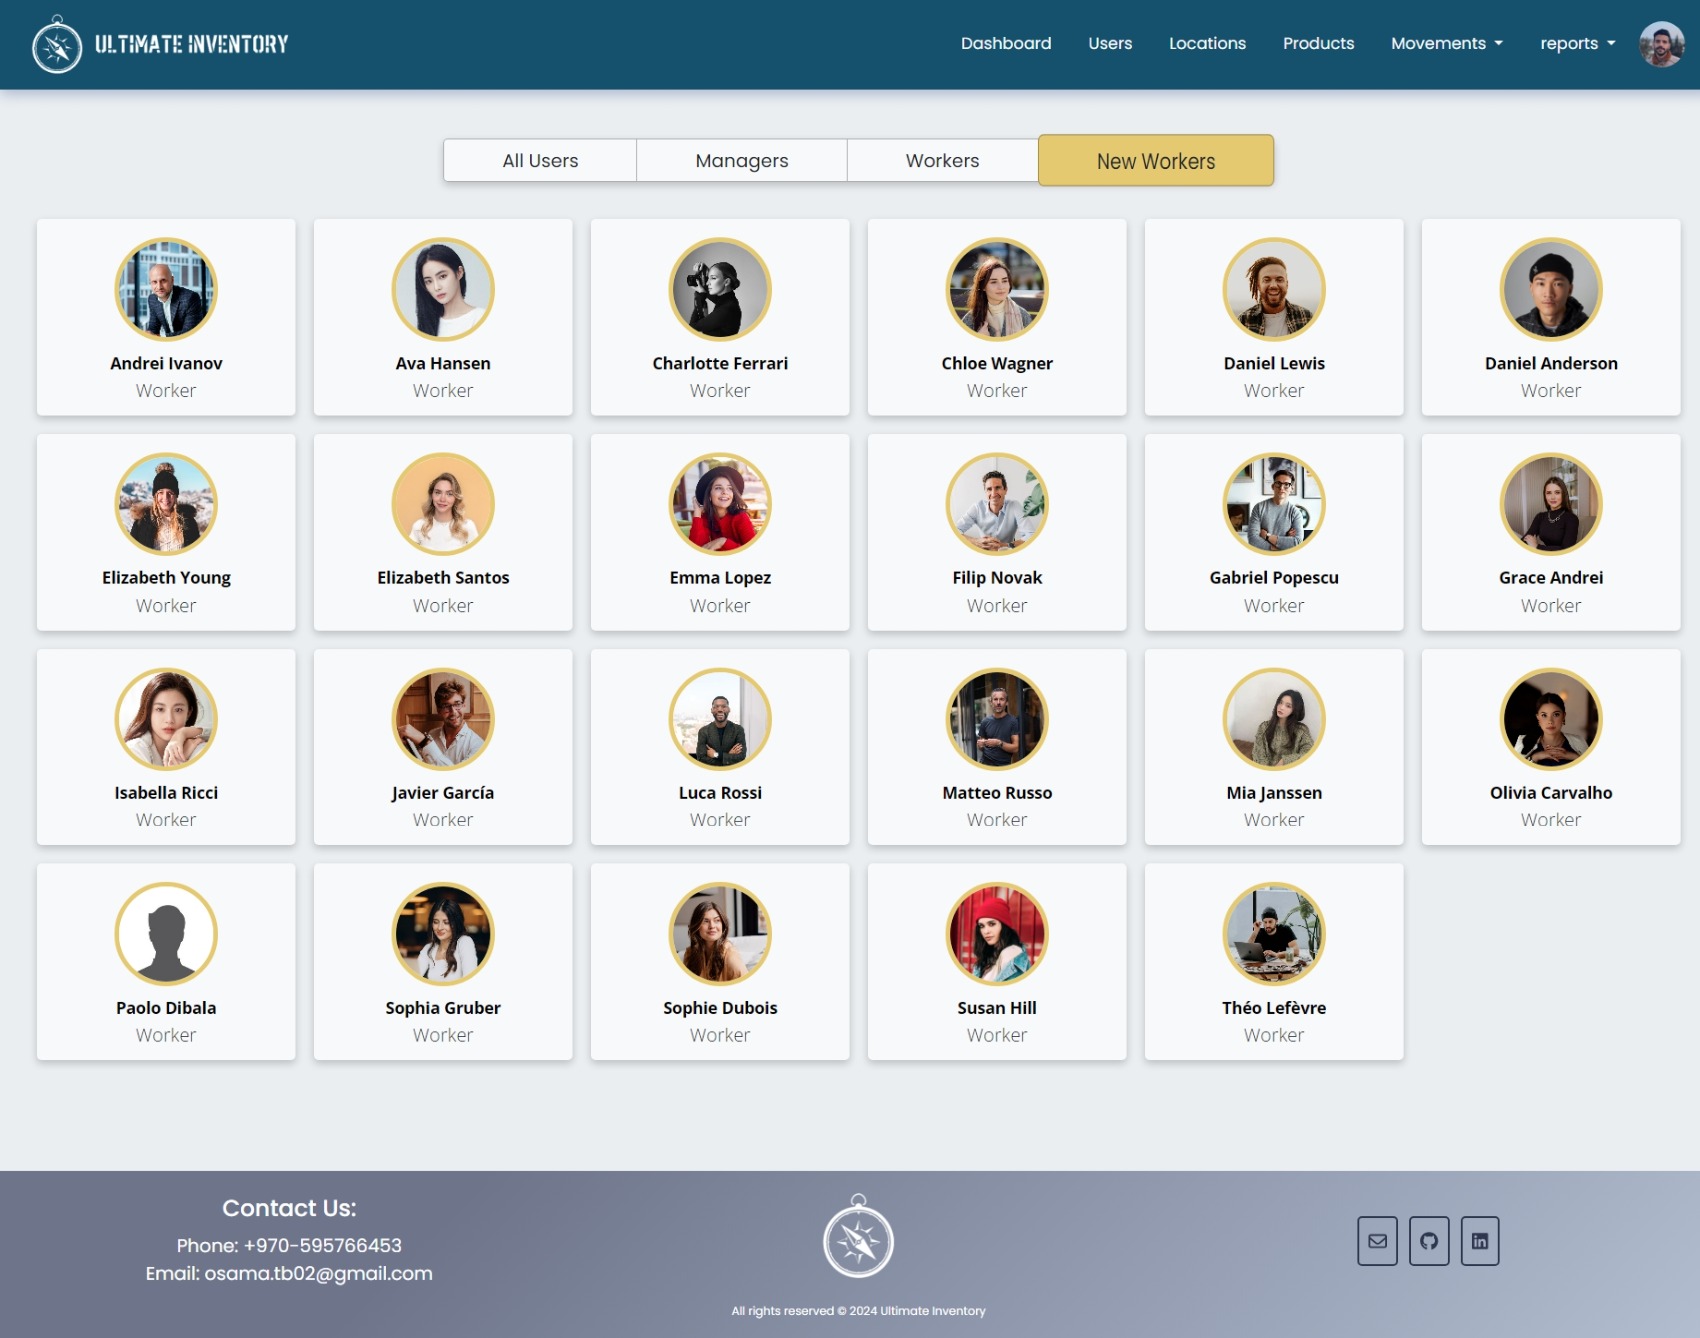 ULTIMATE INVENTORY
Dashboard Users Locations Products Movements reports
All Users Managers Workers New Workers
Andrei Ivanov Ava Hansen Charlotte Ferrari Chloe Wagner Daniel Lewis Daniel Anderson
Worker Worker Worker Worker Worker Worker
Elizabeth Young Elizabeth Santos Emma Lopez Filip Novak Gabriel Popescu Grace Andrei
Worker Worker Worker Worker Worker Worker
Isabella Ricci Javier García Luca Rossi Matteo Russo Mia Janssen Olivia Carvalho
Worker Worker Worker Worker Worker Worker
Paolo Dibala Sophia Gruber Sophie Dubois Susan Hill Théo Lefèvre
Worker Worker Worker Worker Worker
Contact Us:
Phone: +970-595766453
Email: osama.tb02@gmail.com
All rights reserved © 2024 Ultimate Inventory